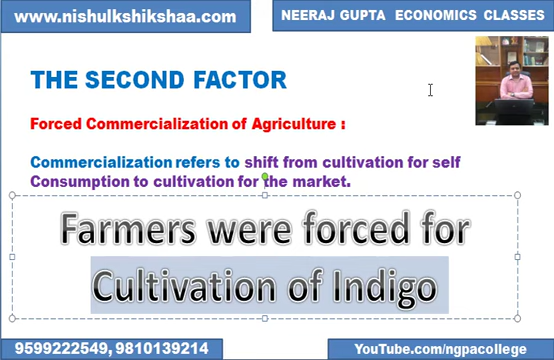 www.nishulkshikshaa.com
NEERAJ GUPTA ECONOMICS CLASSES
THE SECOND FACTOR
Forced Commercialization of Agriculture :
Commercialization refers to shift from cultivation for self
Consumption to cultivation for the market.
Farmers were forced for
Cultivation of Indigo
9599222549, 9810139214
YouTube.com/ngpacollege